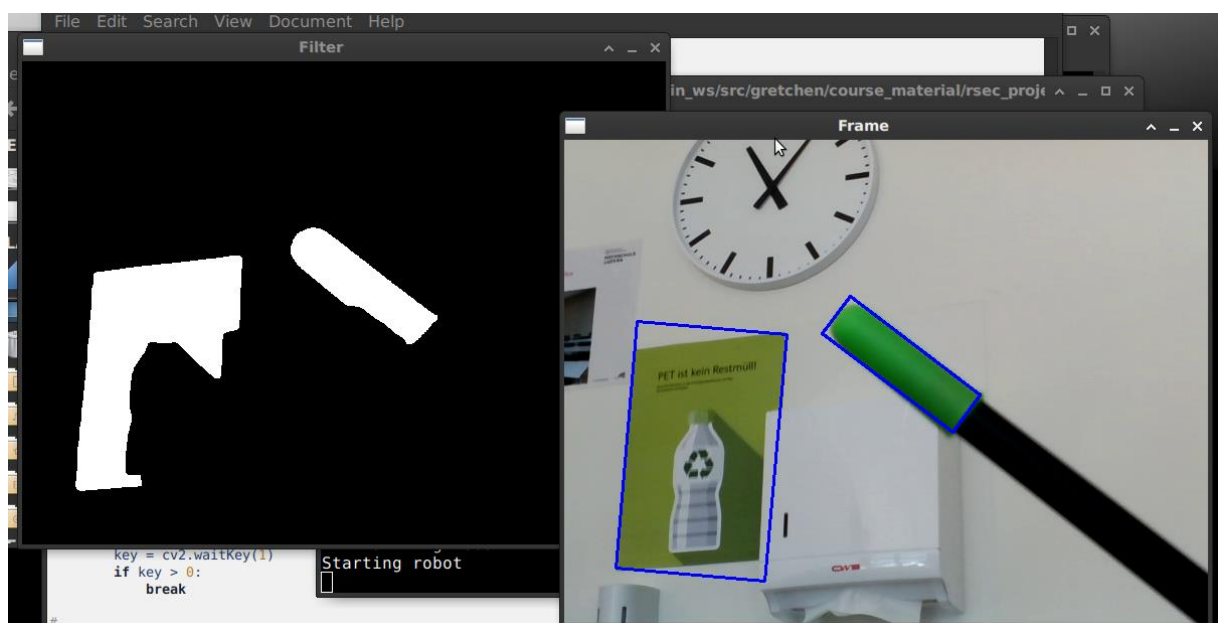 File Edit Search View Document Help
Filter
in_ws/src/gretchen/course_material/rsec_proje
Frame
PET ist kein Restmüll!
CWS
key = cv2.waitKey(1)
if key > 0:
break
#
Starting robot